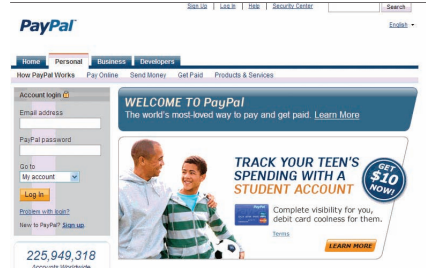 Sign Up | Log In | Help | Security Center Search
PayPal
English
Home Personal Business Developers
How PayPal Works Pay Online Send Money Get Paid Products & Services
Account login
Email address
PayPal password
Go to
My account
Log In
Problem with login?
New to PayPal? Sign up
225,949,318
Accounts Worldwide
WELCOME TO PayPal
The world's most-loved way to pay and get paid. Learn More
TRACK YOUR TEEN'S
SPENDING WITH A
STUDENT ACCOUNT
GET
$10
NOW!
Complete visibility for you,
debit card coolness for them.
Terms
LEARN MORE